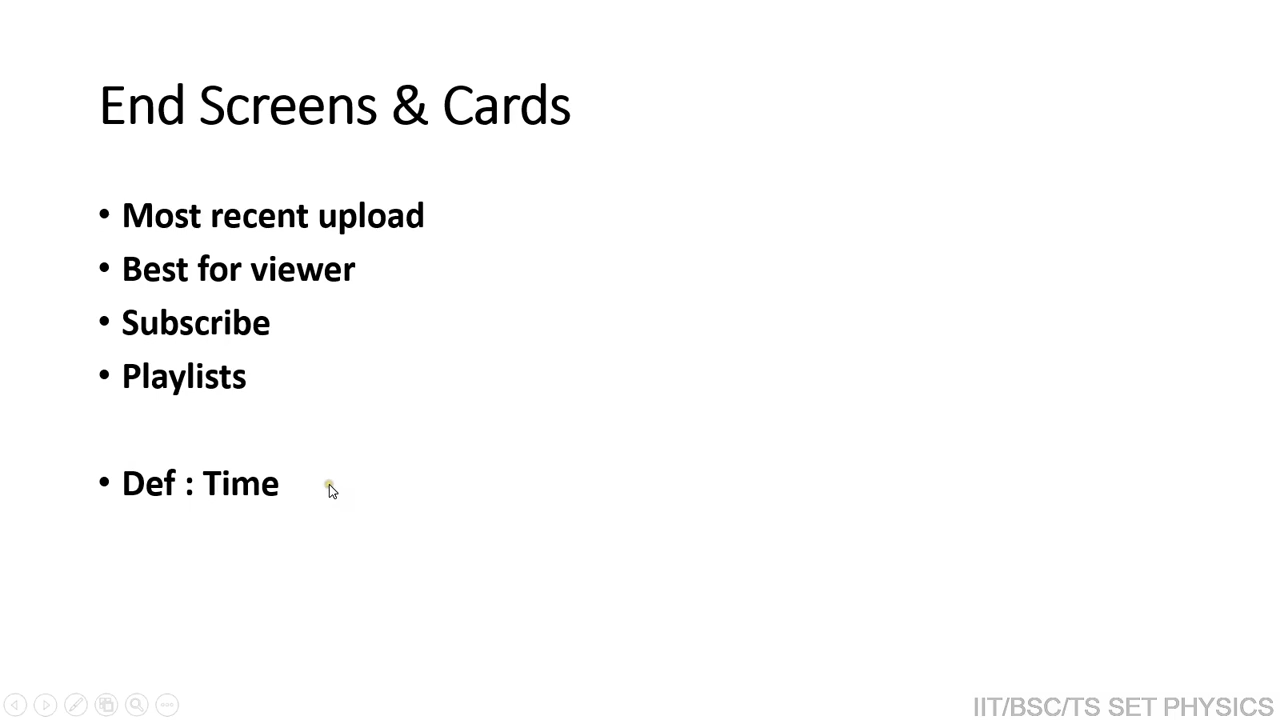 End Screens & Cards
• Most recent upload
• Best for viewer
• Subscribe
• Playlists
• Def : Time
IIT/BSC/TS SET PHYSICS